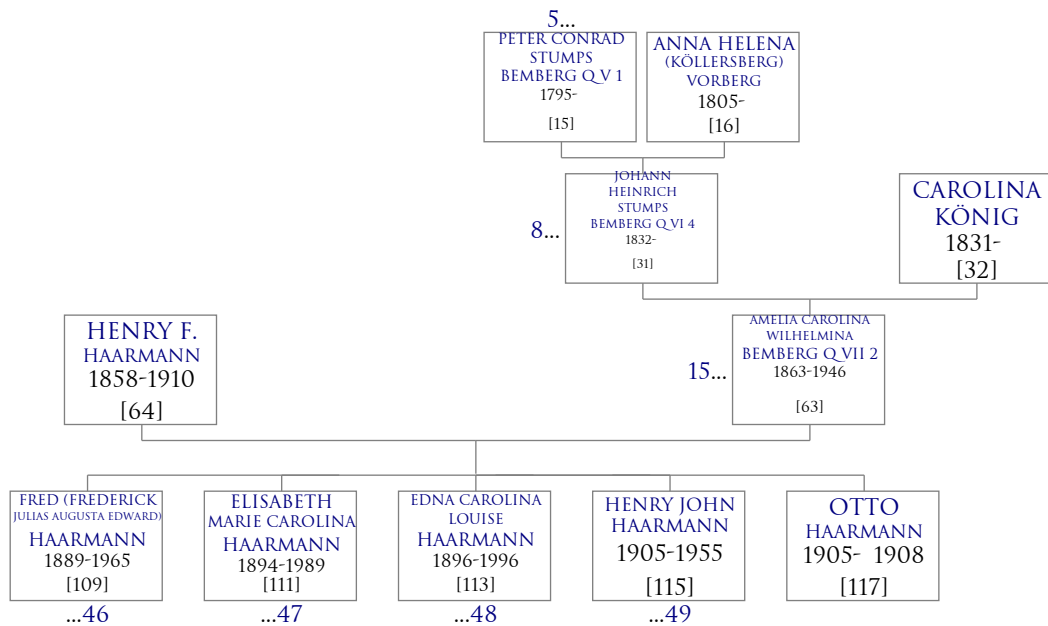 5...
PETER CONRAD
STUMPS
BEMBERG Q V 1
1795-
[15]
ANNA HELENA
(KÖLLERSBERG)
VORBERG
1805-
[16]
8...
JOHANN
HEINRICH
STUMPS
BEMBERG Q VI 4
1832-
[31]
CAROLINA
KÖNIG
1831-
[32]
HENRY F.
HAARMANN
1858-1910
[64]
15...
AMELIA CAROLINA
WILHELMINA
BEMBERG Q VII 2
1863-1946
[63]
FRED (FREDERICK
JULIAS AUGUSTA EDWARD)
HAARMANN
1889-1965
[109]
...46
ELISABETH
MARIE CAROLINA
HAARMANN
1894-1989
[111]
...47
EDNA CAROLINA
LOUISE
HAARMANN
1896-1996
[113]
...48
HENRY JOHN
HAARMANN
1905-1955
[115]
...49
OTTO
HAARMANN
1905- 1908
[117]